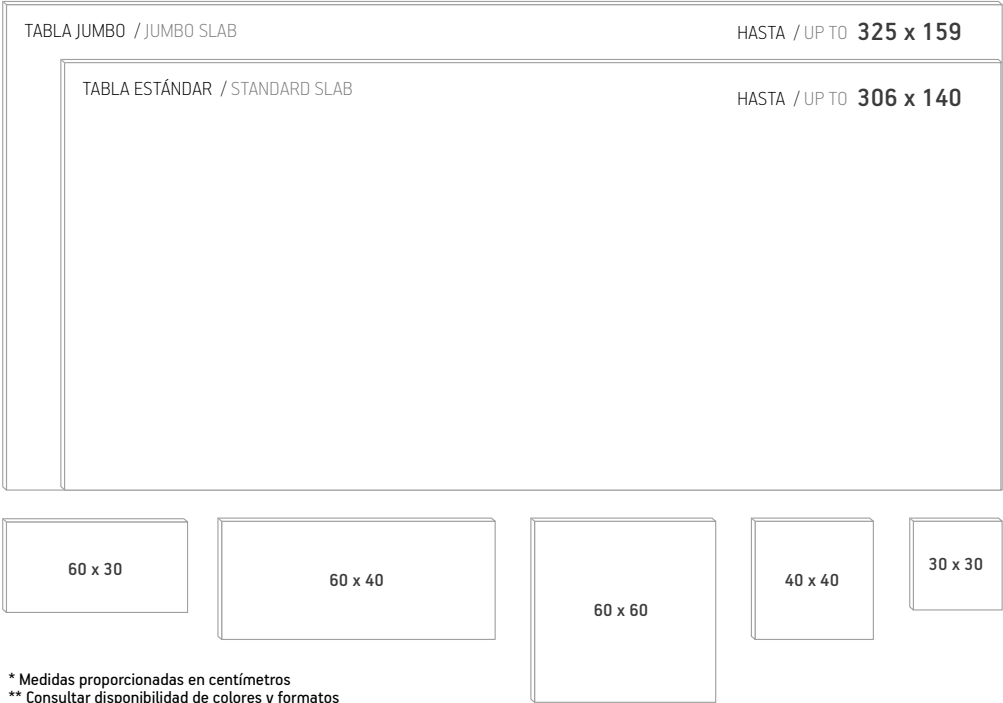 TABLA JUMBO / JUMBO SLAB HASTA / UP TO 325 x 159
TABLA ESTÁNDAR / STANDARD SLAB HASTA / UP TO 306 x 140
60 x 30
60 x 40
60 x 60
40 x 40
30 x 30
* Medidas proporcionadas en centímetros
** Consultar disponibilidad de colores y formatos